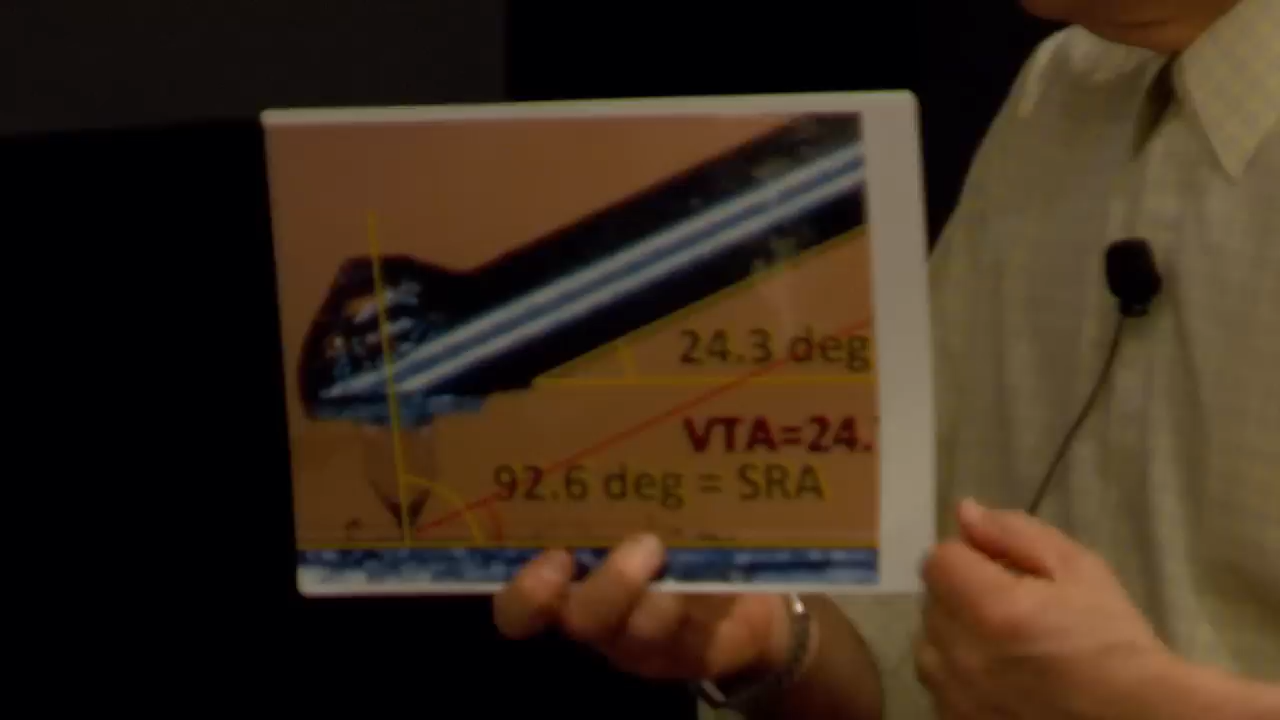 24.3 deg
VTA=24.
92.6 deg = SRA